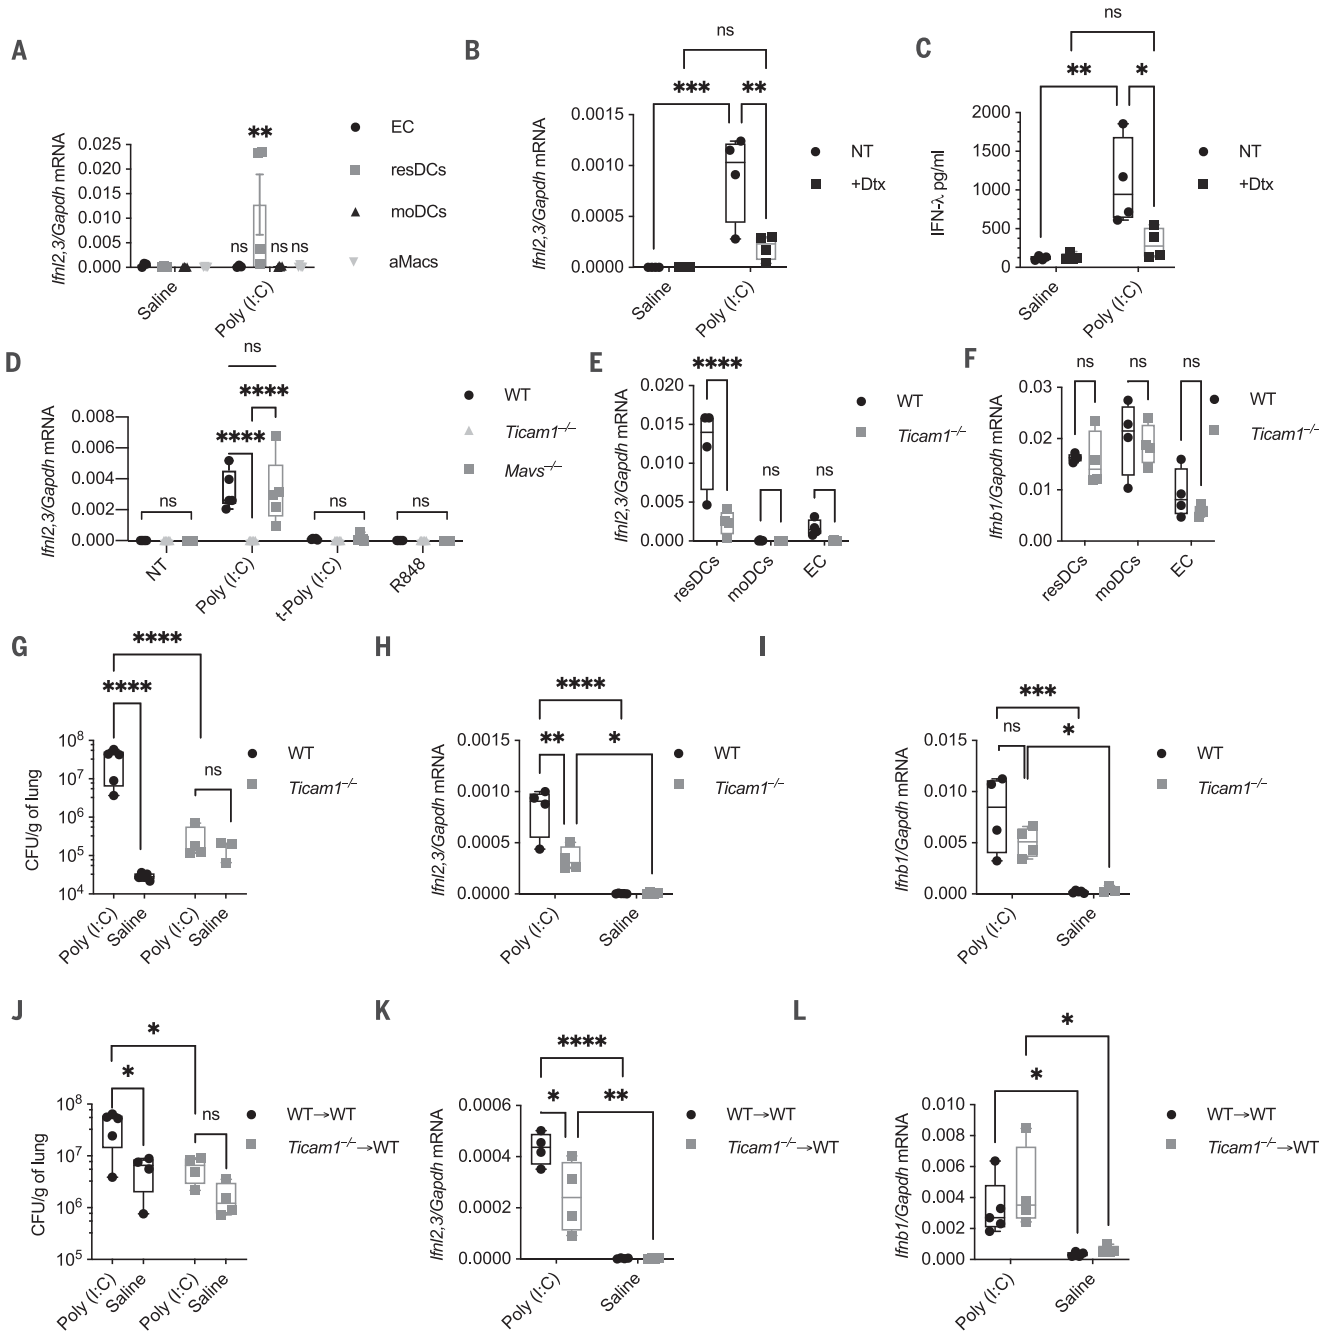 A
Ifnl2,3/Gapdh mRNA
0.025
0.020
0.015
0.010
0.005
0.000
**
ns
ns ns
Saline
Poly (I:C)
EC
resDCs
moDCs
aMacs
B
Ifnl2,3/Gapdh mRNA
0.0015
0.0010
0.0005
0.0000
ns
*** **
Saline
Poly (I:C)
NT
+Dtx
C
IFN-λ pg/ml
2000
1500
1000
500
0
ns
** *
Saline
Poly (I:C)
NT
+Dtx
D
Ifnl2,3/Gapdh mRNA
0.008
0.006
0.004
0.002
0.000
ns
****
****
ns
ns
ns
NT
Poly (I:C)
t-Poly (I:C)
R848
WT
Ticam1–/–
Mavs–/–
E
Ifnl2,3/Gapdh mRNA
0.020
0.015
0.010
0.005
0.000
****
ns
ns
resDCs
moDCs
EC
WT
Ticam1–/–
F
Ifnb1/Gapdh mRNA
0.03
0.02
0.01
0.00
ns
ns
ns
resDCs
moDCs
EC
WT
Ticam1–/–
G
CFU/g of lung
10⁸
10⁷
10⁶
10⁵
10⁴
****
****
ns
Poly (I:C)
Saline
Poly (I:C)
Saline
WT
Ticam1–/–
H
Ifnl2,3/Gapdh mRNA
0.0015
0.0010
0.0005
0.0000
****
** *
Poly (I:C)
Saline
WT
Ticam1–/–
I
Ifnb1/Gapdh mRNA
0.015
0.010
0.005
0.000
***
ns *
Poly (I:C)
Saline
WT
Ticam1–/–
J
CFU/g of lung
10⁸
10⁷
10⁶
10⁵
*
*
ns
Poly (I:C)
Saline
Poly (I:C)
Saline
WT→WT
Ticam1–/–→WT
K
Ifnl2,3/Gapdh mRNA
0.0006
0.0004
0.0002
0.0000
****
* **
Poly (I:C)
Saline
WT→WT
Ticam1–/–→WT
L
Ifnb1/Gapdh mRNA
0.010
0.008
0.006
0.004
0.002
0.000
*
*
Poly (I:C)
Saline
WT→WT
Ticam1–/–→WT